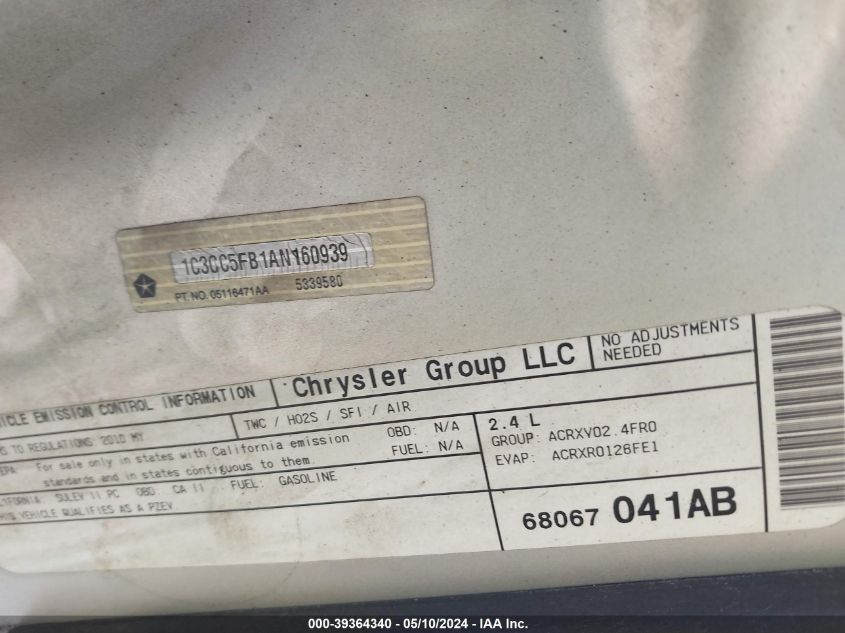 1C3CC5FB1AN160939
PT NO. 05116471AA 5339580
EMISSION CONTROL INFORMATION
Chrysler Group LLC
NO ADJUSTMENTS
NEEDED
TO REGULATIONS: 2010 MY
TWC / HO2S / SFI / AIR
EPA For sale only in states with California emission
standards and in states contiguous to them.
OBD: N/A
FUEL: N/A
SULEV II PC OBD: CA II FUEL: GASOLINE
VEHICLE QUALIFIES AS A PZEV
2.4 L
GROUP: ACRXV02.4FR0
EVAP: ACRXR0126FE1
68067 041AB
000-39364340 - 05/10/2024 - IAA Inc.